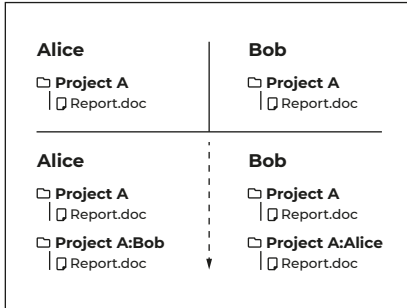 Alice
Project A
Report.doc
Bob
Project A
Report.doc
Alice
Project A
Report.doc
Project A:Bob
Report.doc
Bob
Project A
Report.doc
Project A:Alice
Report.doc